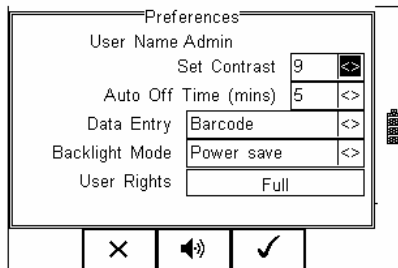 Preferences
User Name Admin
Set Contrast 9 <>
Auto Off Time (mins) 5 <>
Data Entry Barcode <>
Backlight Mode Power save <>
User Rights Full